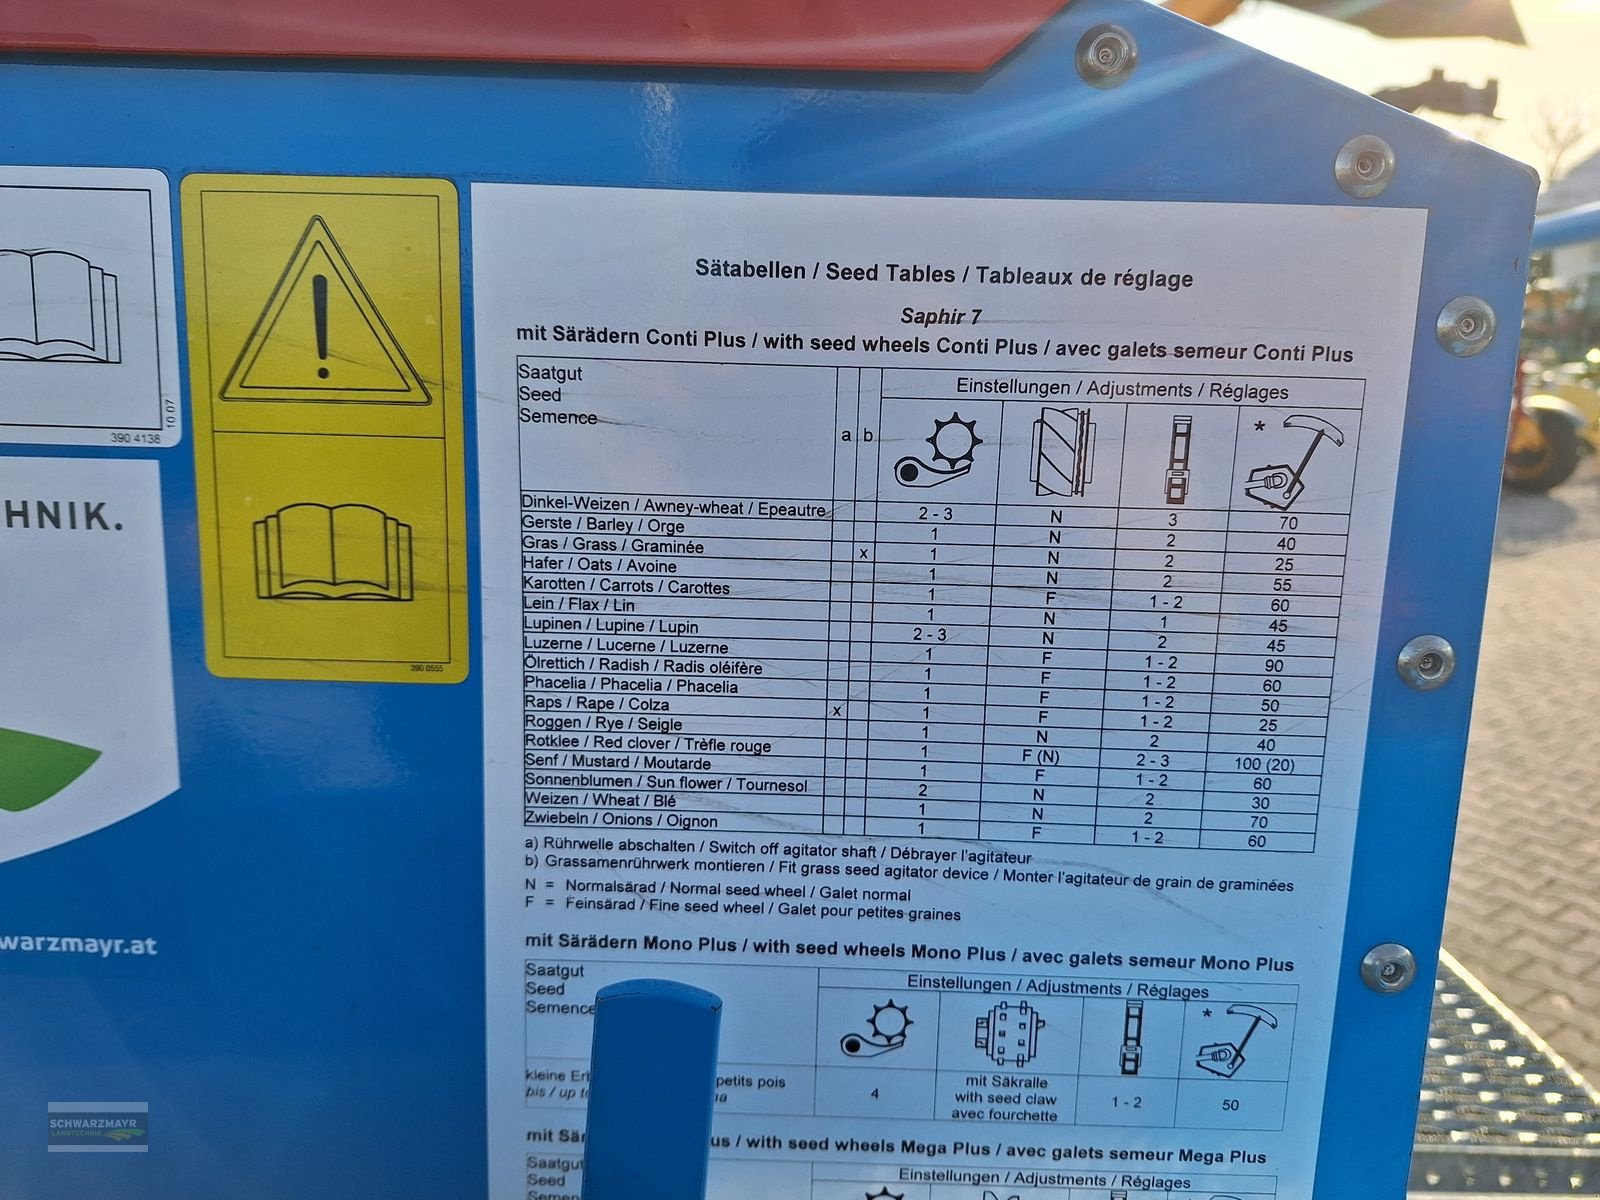 HNIK.
warzmayr.at
10 07
390 4138
390 0555
Sätabellen / Seed Tables / Tableaux de réglage
Saphir 7
mit Särädern Conti Plus / with seed wheels Conti Plus / avec galets semeur Conti Plus
Saatgut
Seed
Semence
a b
Einstellungen / Adjustments / Réglages
*
Dinkel-Weizen / Awney-wheat / Epeautre 2 - 3 N 3 70
Gerste / Barley / Orge 1 N 2 40
Gras / Grass / Graminée x 1 N 2 25
Hafer / Oats / Avoine 1 N 2 55
Karotten / Carrots / Carottes 1 F 1 - 2 60
Lein / Flax / Lin 1 N 1 45
Lupinen / Lupine / Lupin 2 - 3 N 2 45
Luzerne / Lucerne / Luzerne 1 F 1 - 2 90
Ölrettich / Radish / Radis oléifère 1 F 1 - 2 60
Phacelia / Phacelia / Phacelia 1 F 1 - 2 50
Raps / Rape / Colza x 1 F 1 - 2 25
Roggen / Rye / Seigle 1 N 2 40
Rotklee / Red clover / Trèfle rouge 1 F (N) 2 - 3 100 (20)
Senf / Mustard / Moutarde 1 F 1 - 2 60
Sonnenblumen / Sun flower / Tournesol 2 N 2 30
Weizen / Wheat / Blé 1 N 2 70
Zwiebeln / Onions / Oignon 1 F 1 - 2 60
a) Rührwelle abschalten / Switch off agitator shaft / Débrayer l'agitateur
b) Grassamenrührwerk montieren / Fit grass seed agitator device / Monter l'agitateur de grain de graminées
N = Normalsärad / Normal seed wheel / Galet normal
F = Feinsärad / Fine seed wheel / Galet pour petites graines
mit Särädern Mono Plus / with seed wheels Mono Plus / avec galets semeur Mono Plus
Saatgut
Seed
Semence
Einstellungen / Adjustments / Réglages
*
kleine Er petits pois
bis / up
4
mit Säkralle
with seed claw
avec fourchette
1 - 2
50
mit Sär us / with seed wheels Mega Plus / avec galets semeur Mega Plus
Saatgut
Seed
Semen
Einstellungen / Adjustments / Réglages
SCHWARZMAYR
LANDTECHNIK